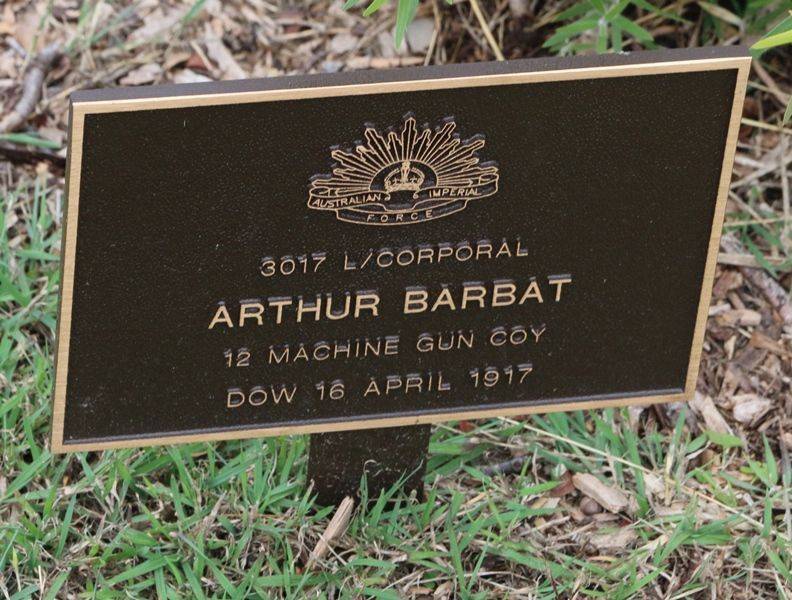 AUSTRALIAN IMPERIAL
FORCE
3017 L/CORPORAL
ARTHUR BARBAT
12 MACHINE GUN COY
DOW 16 APRIL 1917